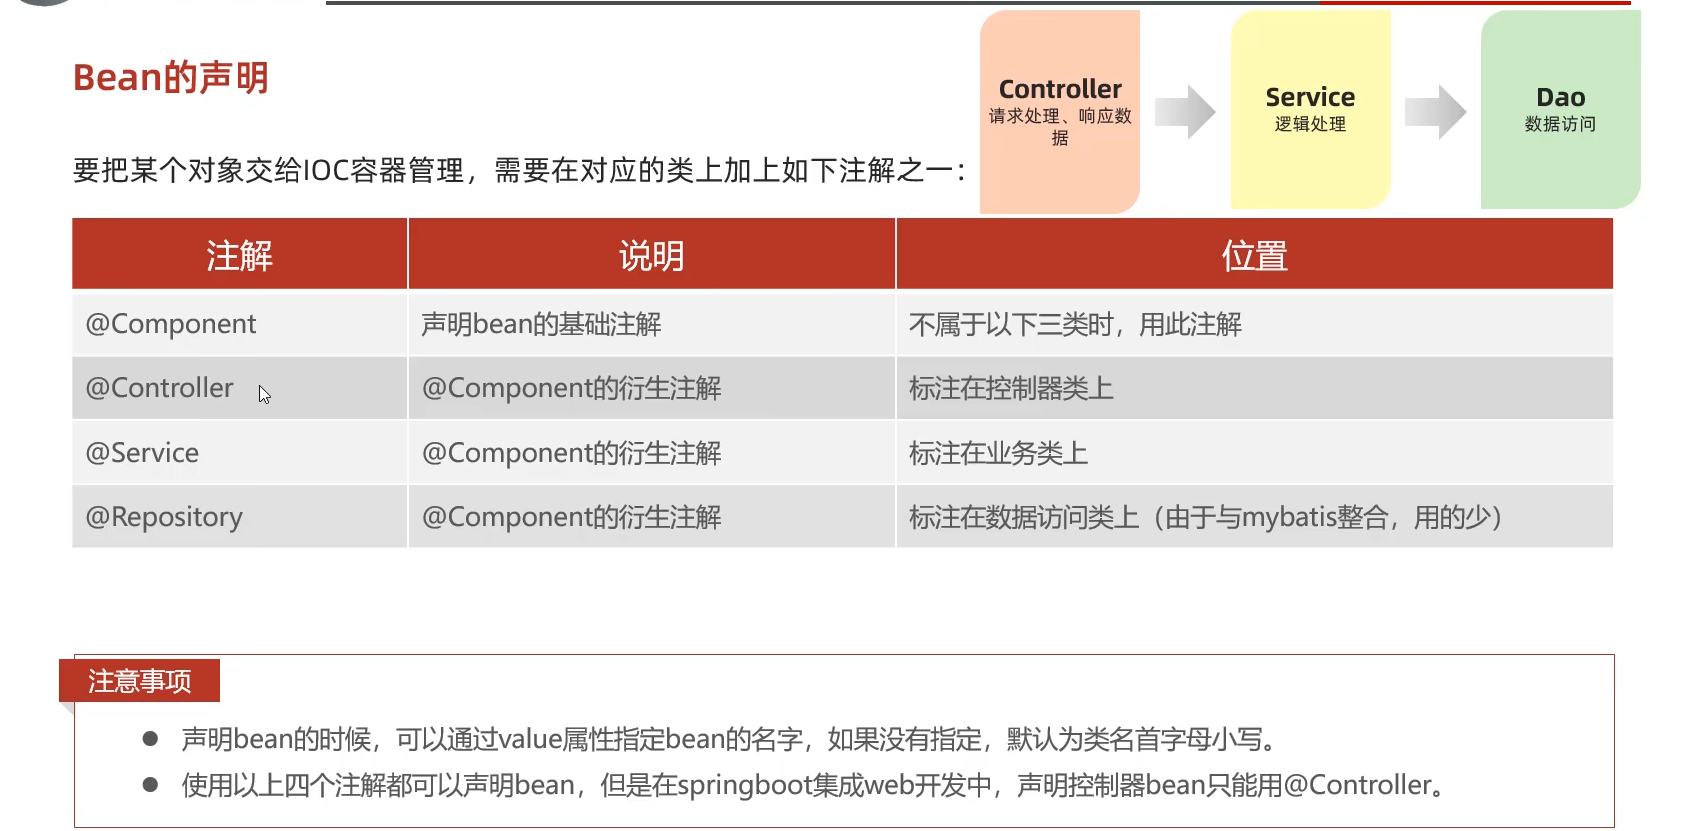 Bean的声明
Controller
请求处理、响应数
据
Service
逻辑处理
Dao
数据访问
要把某个对象交给IOC容器管理，需要在对应的类上加上如下注解之一：
注解 说明 位置
@Component 声明bean的基础注解 不属于以下三类时，用此注解
@Controller @Component的衍生注解 标注在控制器类上
@Service @Component的衍生注解 标注在业务类上
@Repository @Component的衍生注解 标注在数据访问类上（由于与mybatis整合，用的少）
注意事项
● 声明bean的时候，可以通过value属性指定bean的名字，如果没有指定，默认为类名首字母小写。
● 使用以上四个注解都可以声明bean，但是在springboot集成web开发中，声明控制器bean只能用@Controller。